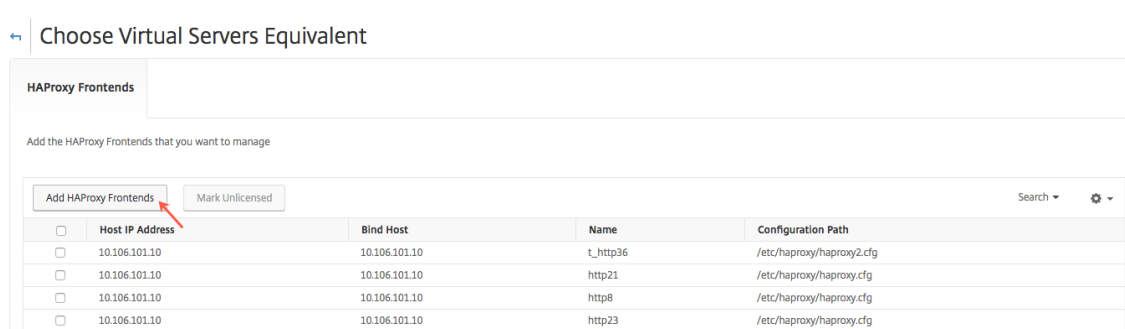 Choose Virtual Servers Equivalent
HAProxy Frontends
Add the HAProxy Frontends that you want to manage
Add HAProxy Frontends Mark Unlicensed Search
Host IP Address Bind Host Name Configuration Path
10.106.101.10 10.106.101.10 t_http36 /etc/haproxy/haproxy2.cfg
10.106.101.10 10.106.101.10 http21 /etc/haproxy/haproxy.cfg
10.106.101.10 10.106.101.10 http8 /etc/haproxy/haproxy.cfg
10.106.101.10 10.106.101.10 http23 /etc/haproxy/haproxy.cfg